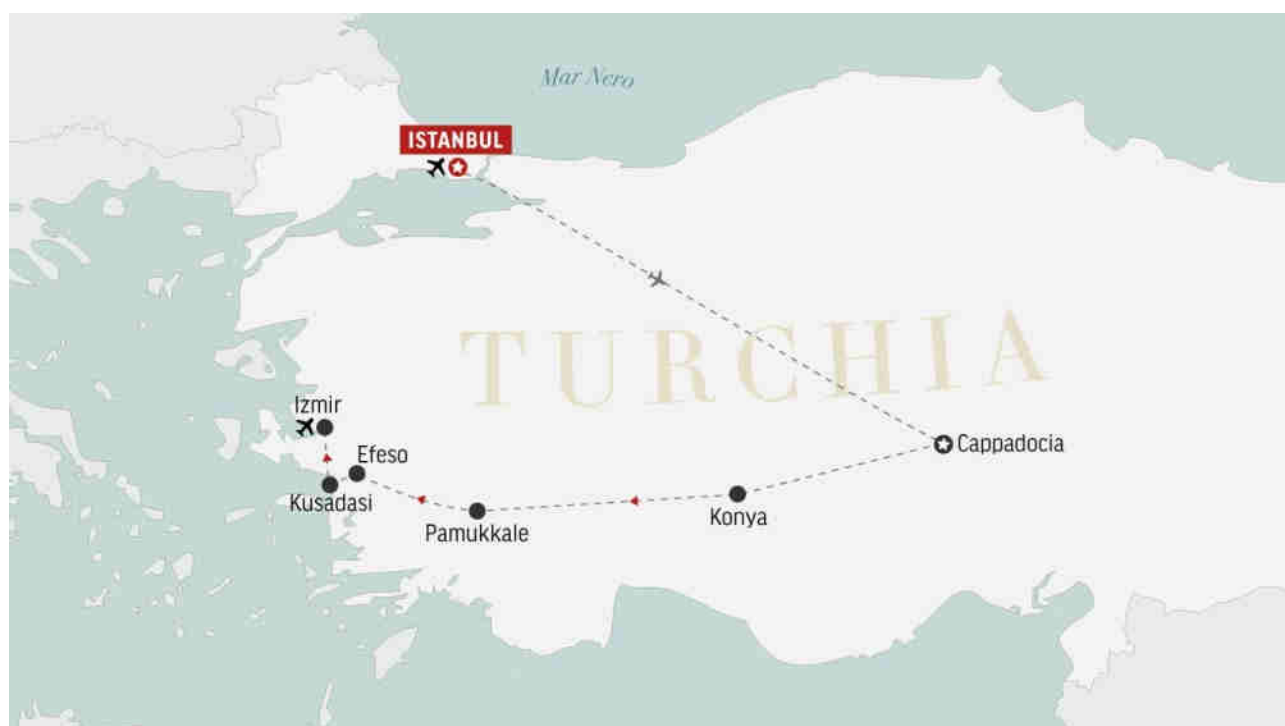 Mar Nero
ISTANBUL
TURCHIA
Izmir
Efeso
Cappadocia
Kusadasi
Konya
Pamukkale